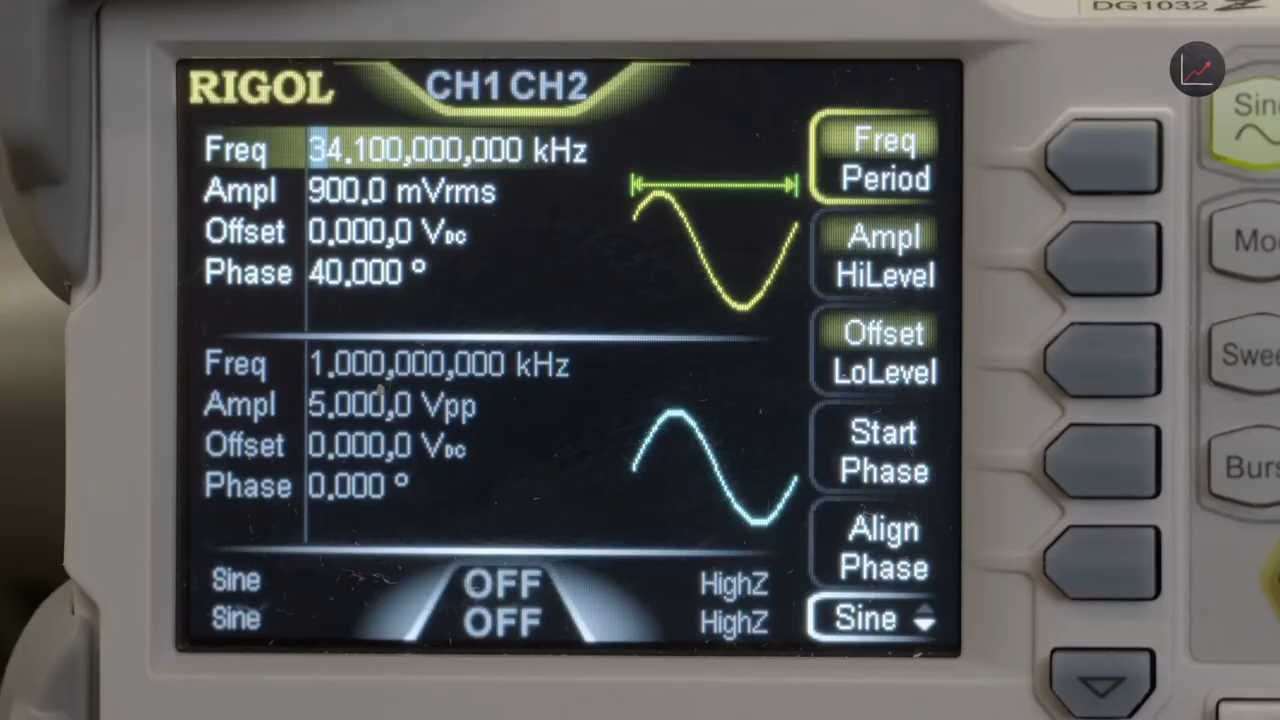 DG1032 Z
RIGOL CH1 CH2
Freq 34.100,000,000 kHz
Ampl 900.0 mVrms
Offset 0.000,0 VDC
Phase 40.000 °
Freq 1.000,000,000 kHz
Ampl 5.000,0 Vpp
Offset 0.000,0 VDC
Phase 0.000 °
Sine OFF HighZ
Sine OFF HighZ
Freq
Period
Ampl
HiLevel
Offset
LoLevel
Start
Phase
Align
Phase
Sine